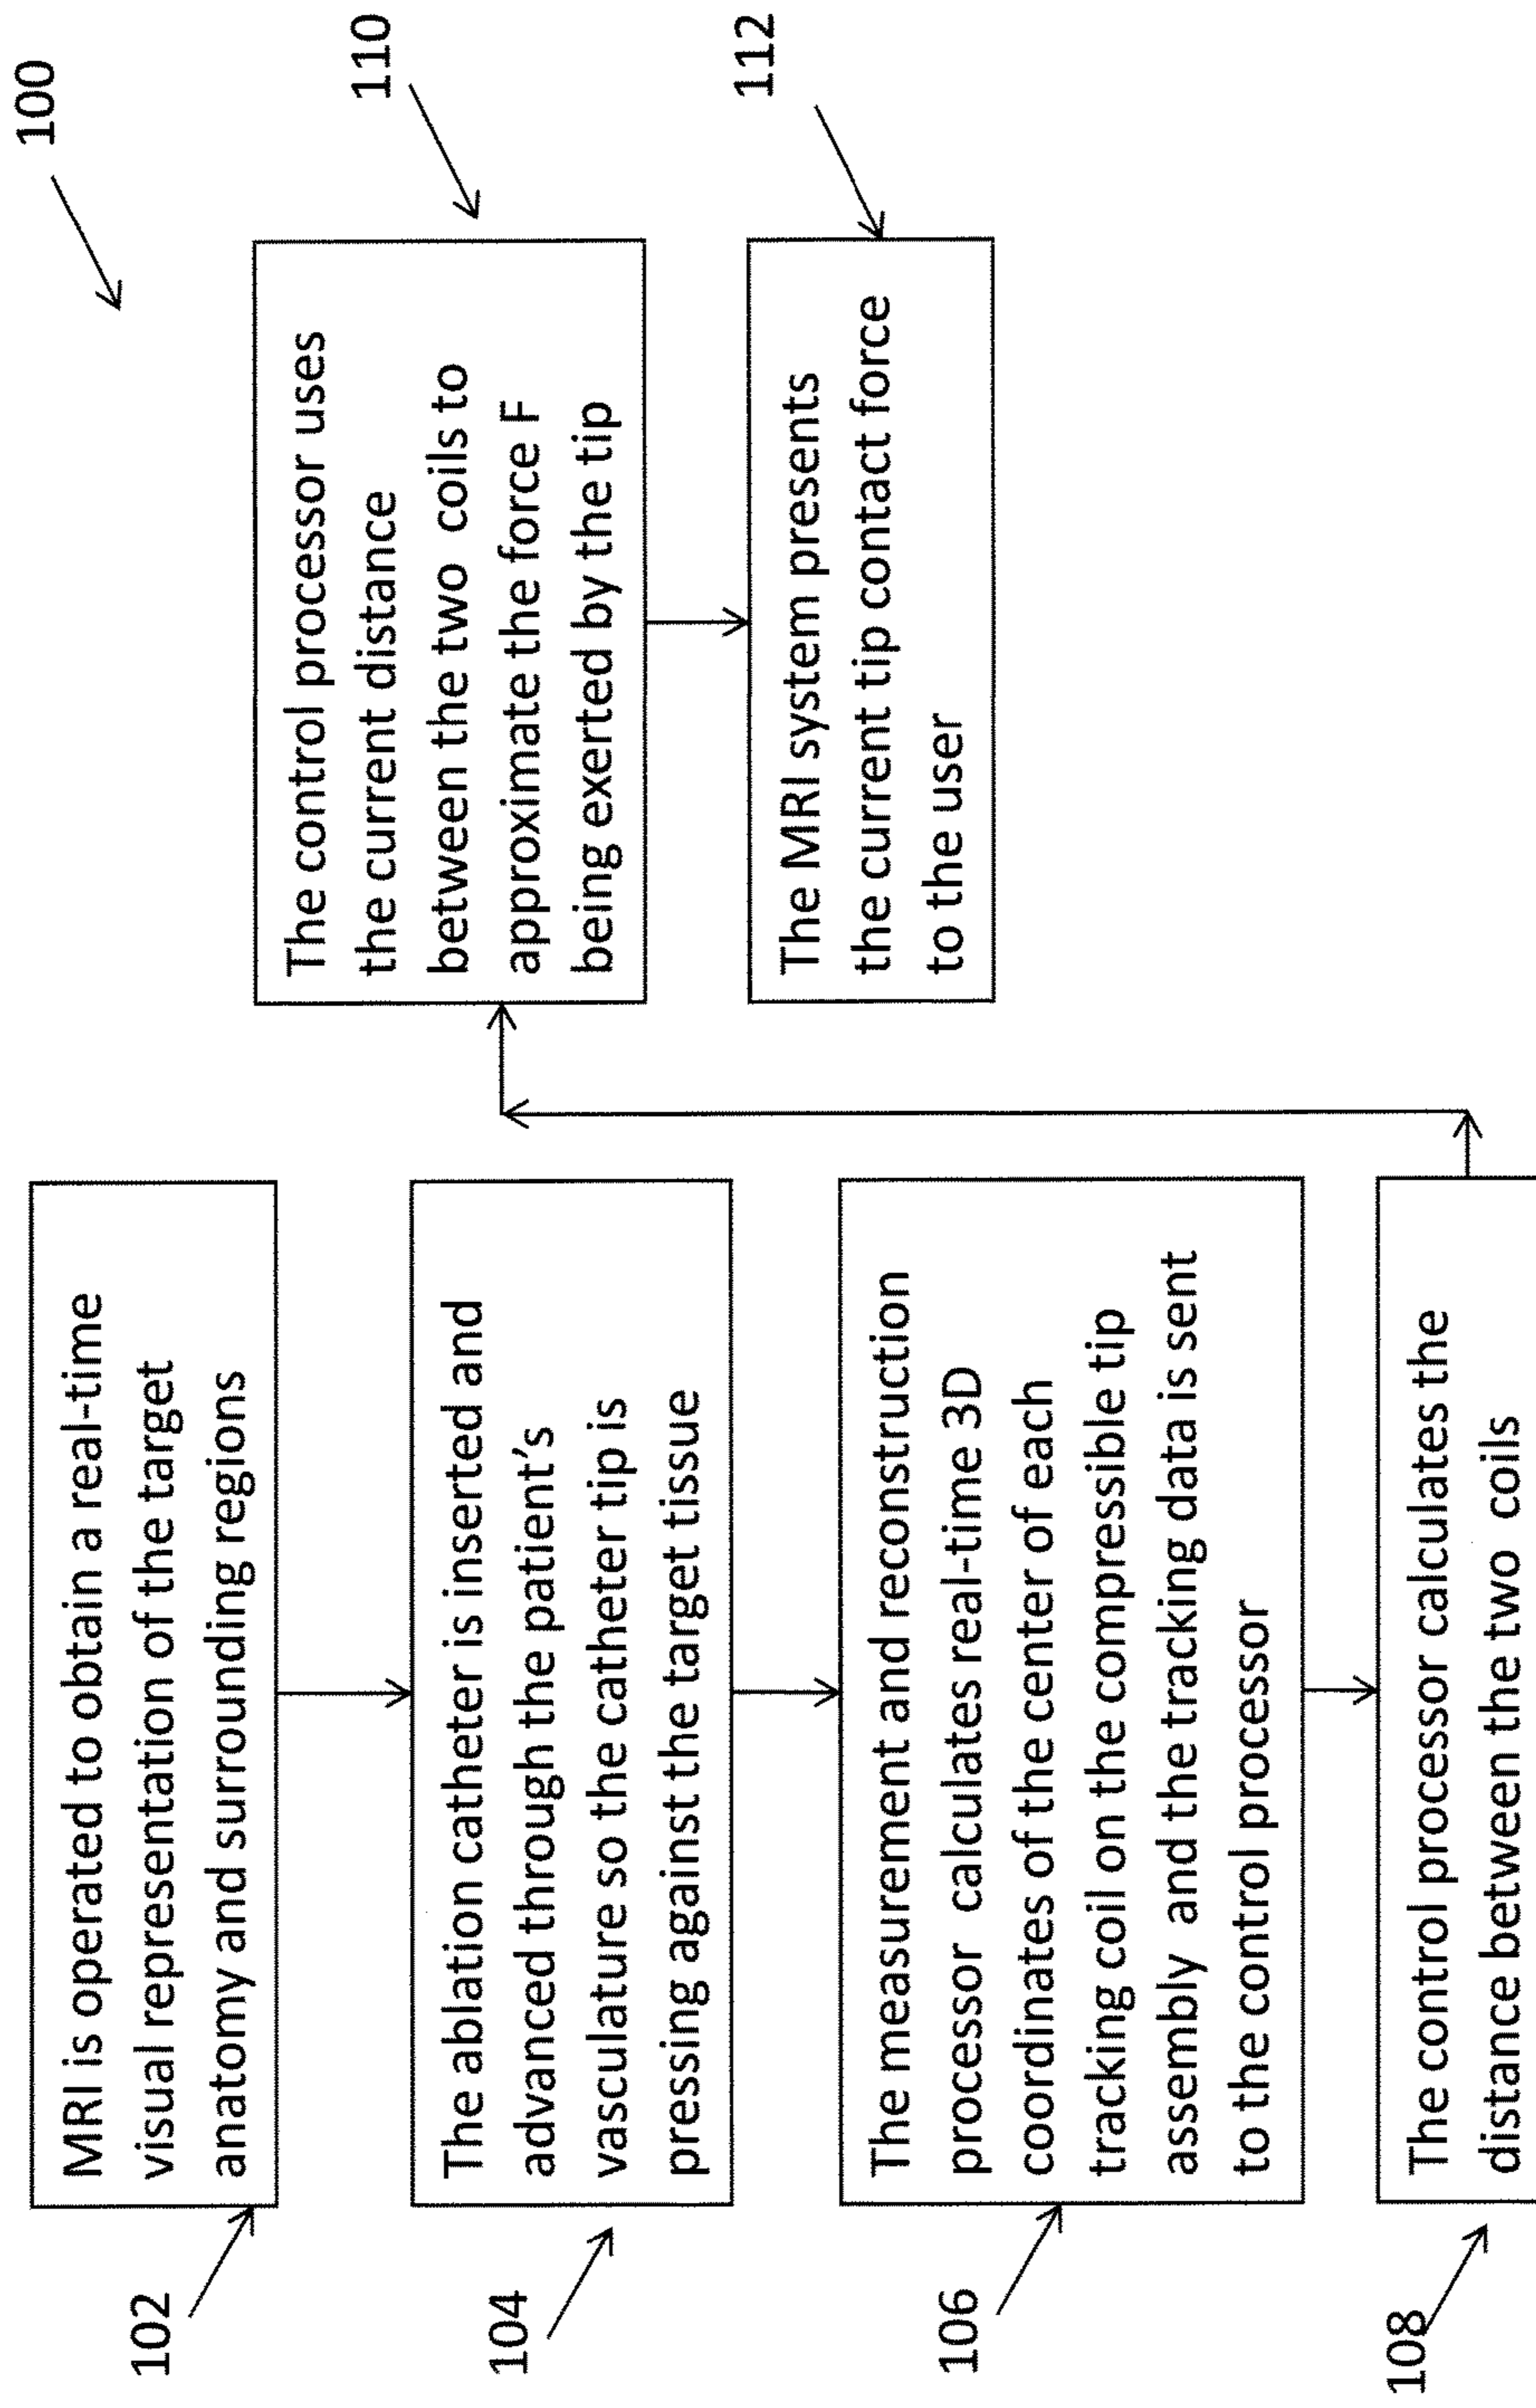 100
102
MRI is operated to obtain a real-time
visual representation of the target
anatomy and surrounding regions
104
The ablation catheter is inserted and
advanced through the patient's
vasculature so the catheter tip is
pressing against the target tissue
106
The measurement and reconstruction
processor calculates real-time 3D
coordinates of the center of each
tracking coil on the compressible tip
assembly and the tracking data is sent
to the control processor
108
The control processor calculates the
distance between the two coils
110
The control processor uses
the current distance
between the two coils to
approximate the force F
being exerted by the tip
112
The MRI system presents
the current tip contact force
to the user